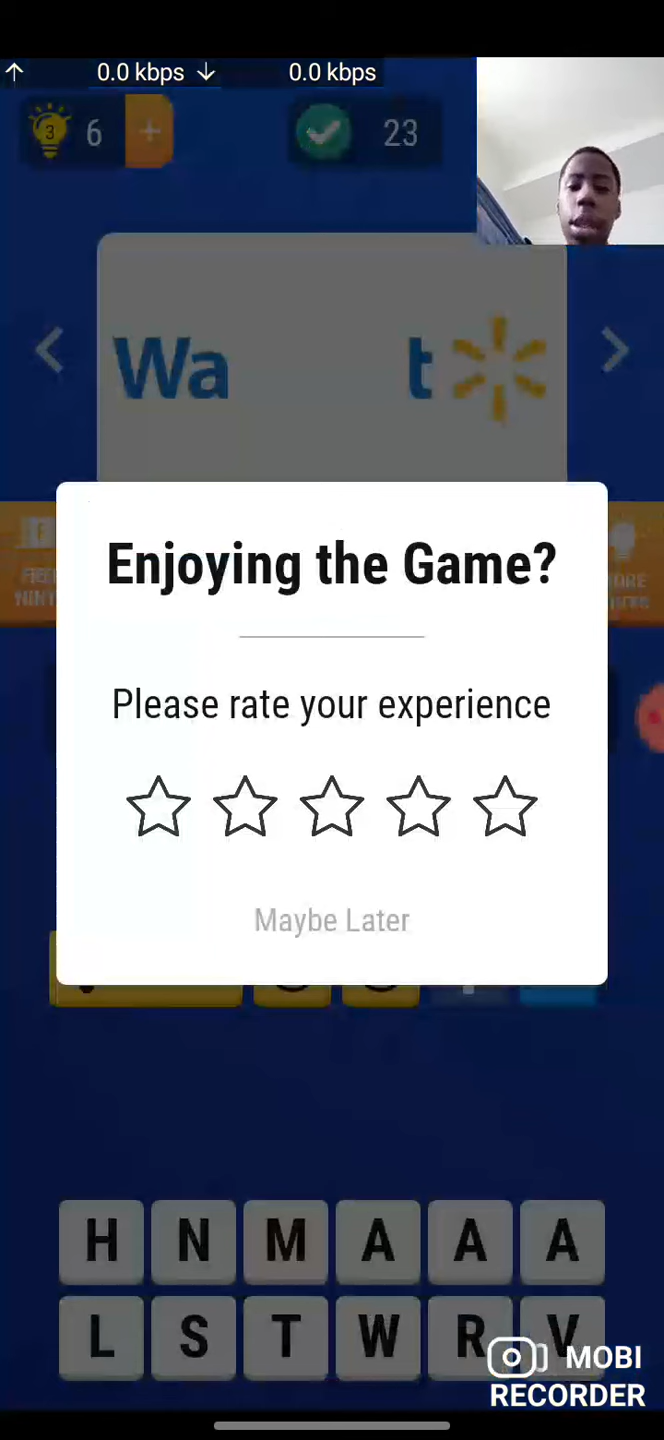 0.0 kbps 0.0 kbps
3 6 + 23
Wa t
Enjoying the Game?
Please rate your experience
Maybe Later
H N M A A A
L S T W R V
MOBI
RECORDER